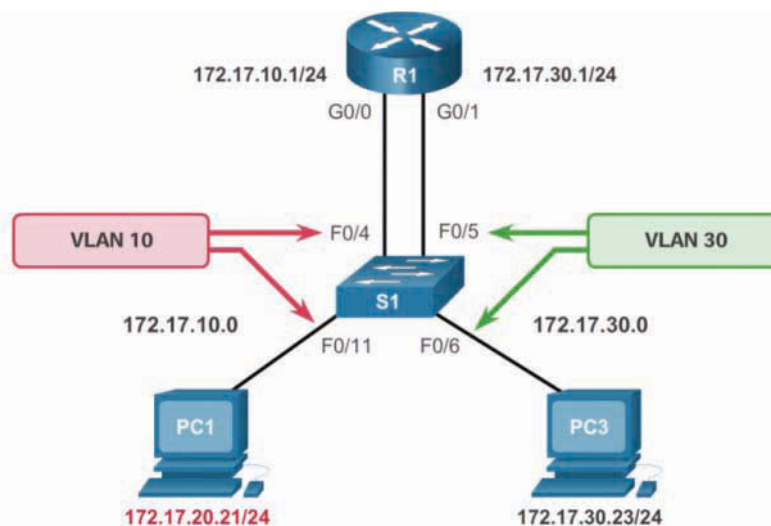 172.17.10.1/24
R1
172.17.30.1/24
G0/0
G0/1
VLAN 10
F0/4
F0/5
VLAN 30
S1
172.17.10.0
172.17.30.0
F0/11
F0/6
PC1
PC3
172.17.20.21/24
172.17.30.23/24